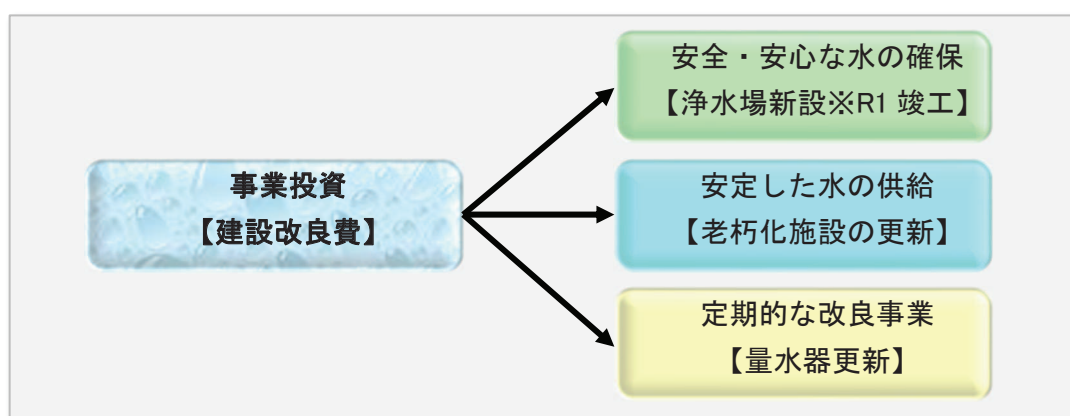 事業投資
【建設改良費】
安全・安心な水の確保
【浄水場新設※R1 竣工】
安定した水の供給
【老朽化施設の更新】
定期的な改良事業
【量水器更新】